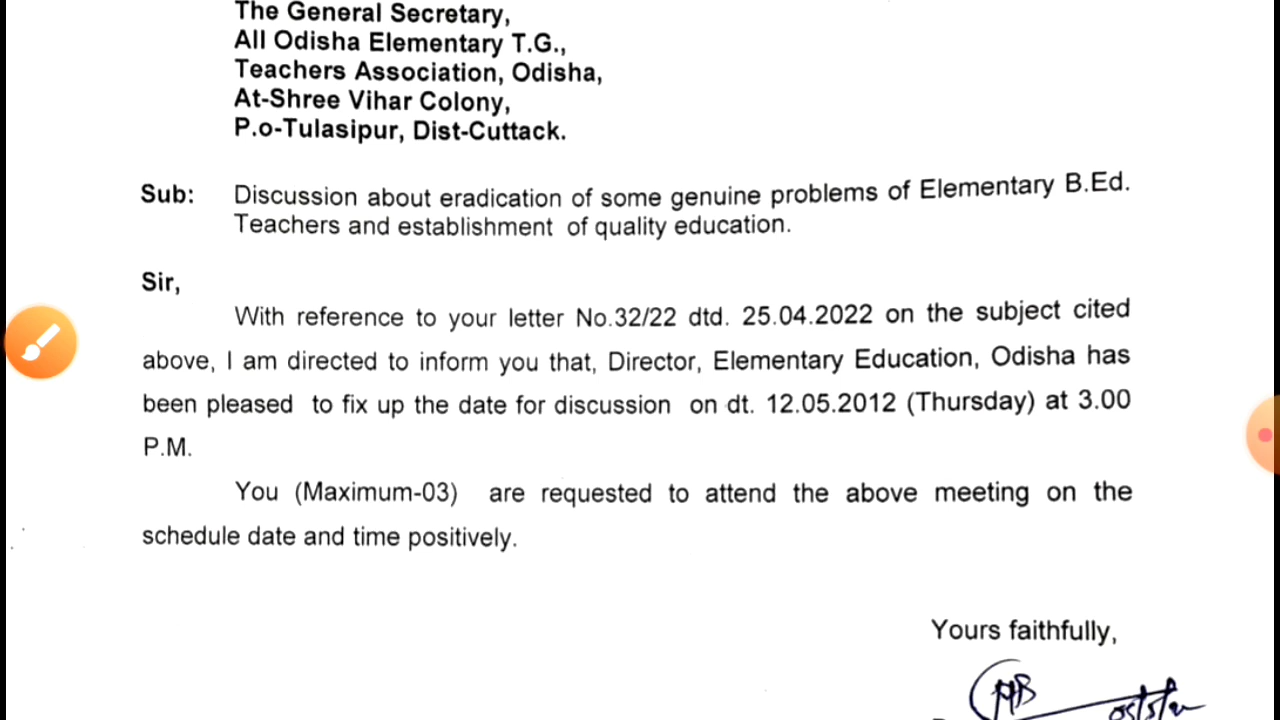 The General Secretary,
All Odisha Elementary T.G.,
Teachers Association, Odisha,
At-Shree Vihar Colony,
P.o-Tulasipur, Dist-Cuttack.
Sub: Discussion about eradication of some genuine problems of Elementary B.Ed.
Teachers and establishment of quality education.
Sir,
With reference to your letter No.32/22 dtd. 25.04.2022 on the subject cited
above, I am directed to inform you that, Director, Elementary Education, Odisha has
been pleased to fix up the date for discussion on dt. 12.05.2012 (Thursday) at 3.00
P.M.
You (Maximum-03) are requested to attend the above meeting on the
schedule date and time positively.
Yours faithfully,